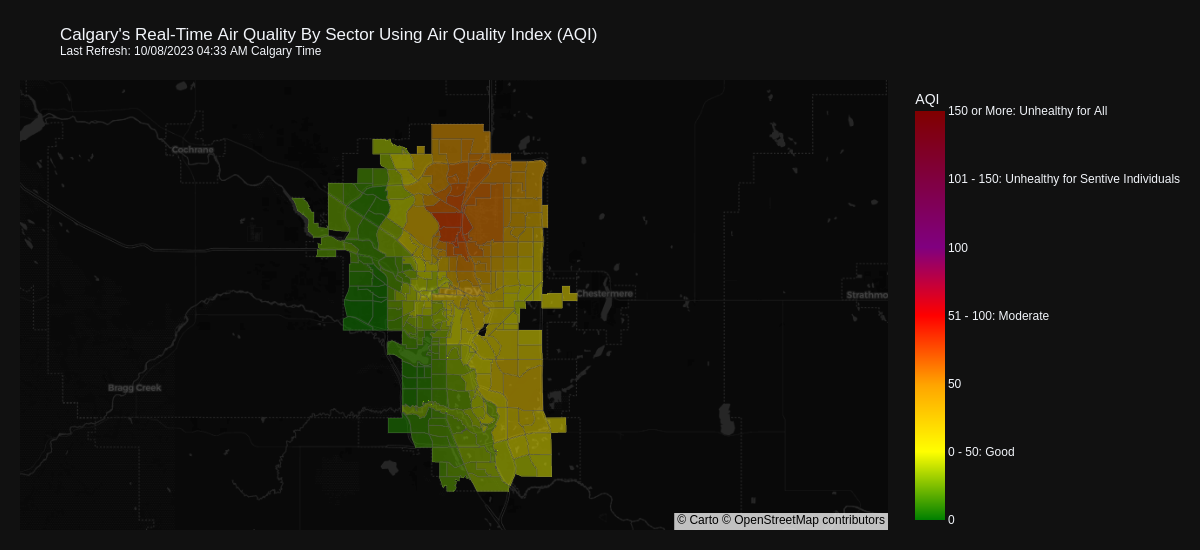 Calgary's Real-Time Air Quality By Sector Using Air Quality Index (AQI)
Last Refresh: 10/08/2023 04:33 AM Calgary Time
AQI
150 or More: Unhealthy for All
Cochrane
101 - 150: Unhealthy for Sentive Individuals
100
Chestermere
Strathmo
51 - 100: Moderate
50
Bragg Creek
0 - 50: Good
0
© Carto © OpenStreetMap contributors